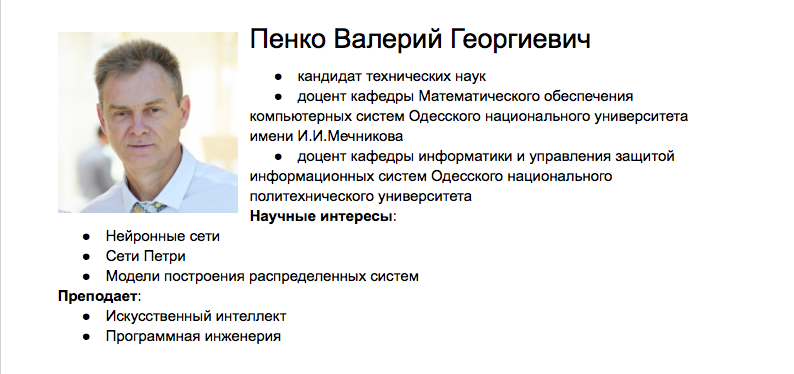 Пенко Валерий Георгиевич
● кандидат технических наук
● доцент кафедры Математического обеспечения
компьютерных систем Одесского национального университета
имени И.И.Мечникова
● доцент кафедры информатики и управления защитой
информационных систем Одесского национального
политехнического университета
Научные интересы:
● Нейронные сети
● Сети Петри
● Модели построения распределенных систем
Преподает:
● Искусственный интеллект
● Программная инженерия